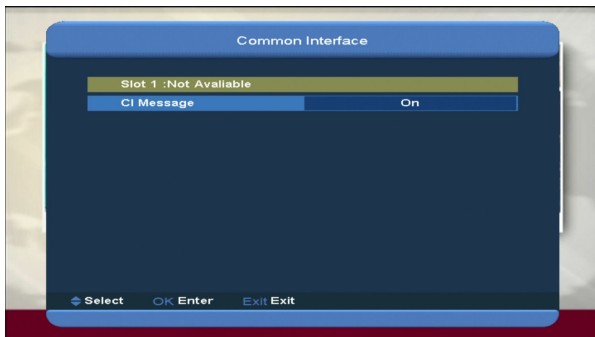 Common Interface
Slot 1 :Not Avaliable
CI Message On
Select OK Enter Exit Exit